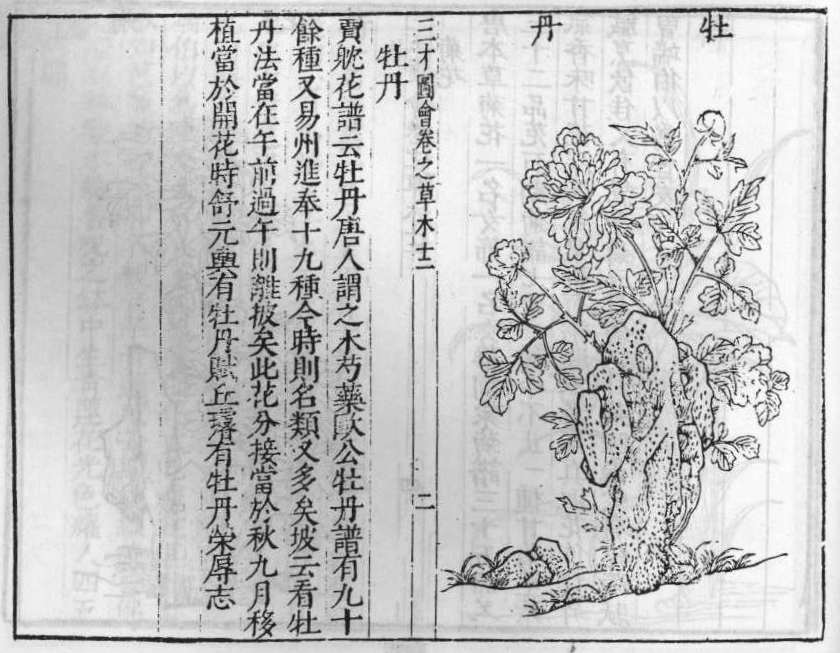 牡丹
三才圖會卷之草木十二
二
牡丹
賈耽花譜云牡丹唐人謂之木芍藥歐公牡丹譜有九十
餘種又易州進奉十九種今時則名類又多矣坡云看牡
丹法當在午前過午則離披矣此花分接當於秋九月移
植當於開花時舒元輿有牡丹賦丘璿有牡丹榮辱志